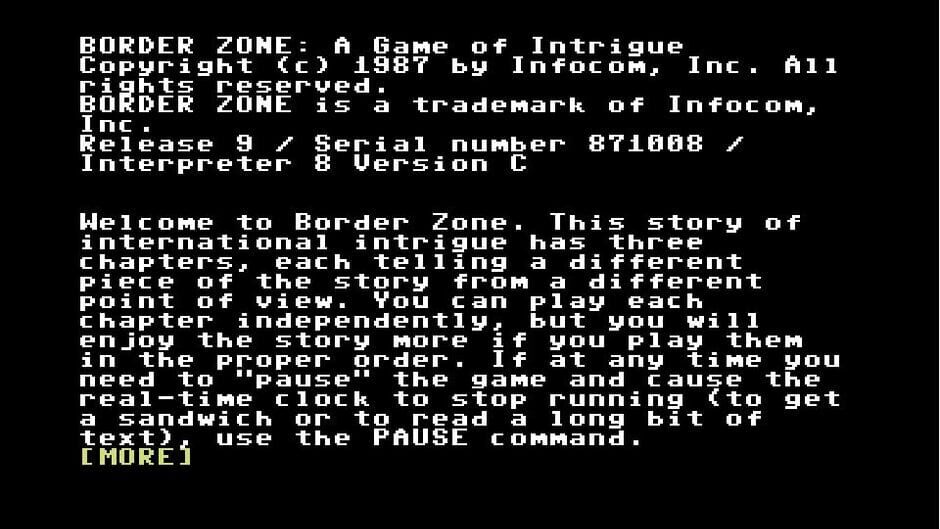 BORDER ZONE: A Game of Intrigue
Copyright (c) 1987 by Infocom, Inc. All
rights reserved.
BORDER ZONE is a trademark of Infocom,
Inc.
Release 9 / Serial number 871008 /
Interpreter 8 Version C
Welcome to Border Zone. This story of
international intrigue has three
chapters, each telling a different
piece of the story from a different
point of view. You can play each
chapter independently, but you will
enjoy the story more if you play them
in the proper order. If at any time you
need to "pause" the game and cause the
real-time clock to stop running (to get
a sandwich or to read a long bit of
text), use the PAUSE command.
[MORE]